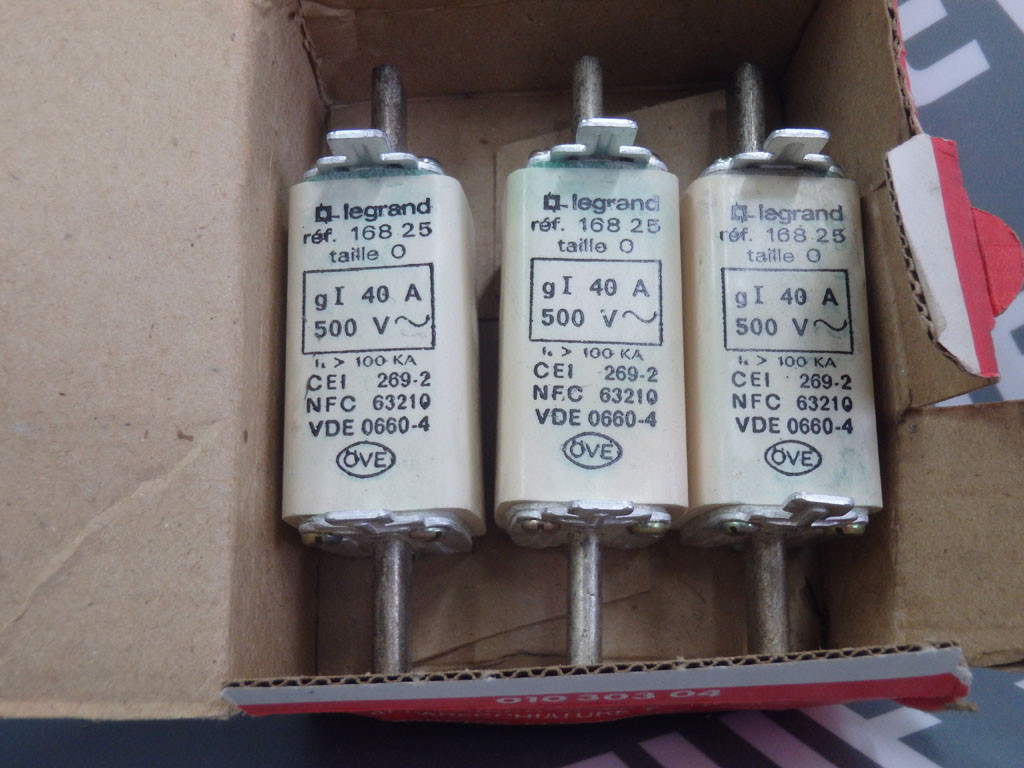 legrand
réf. 168 25
taille 0
gI 40 A
500 V ~
I₁ > 100 KA
CEI 269-2
NFC 63210
VDE 0660-4
ÖVE
legrand
réf. 168 25
taille 0
gI 40 A
500 V ~
I₁ > 100 KA
CEI 269-2
NFC 63210
VDE 0660-4
ÖVE
legrand
réf. 168 25
taille 0
gI 40 A
500 V ~
I₁ > 100 KA
CEI 269-2
NFC 63210
VDE 0660-4
ÖVE
010 303 04